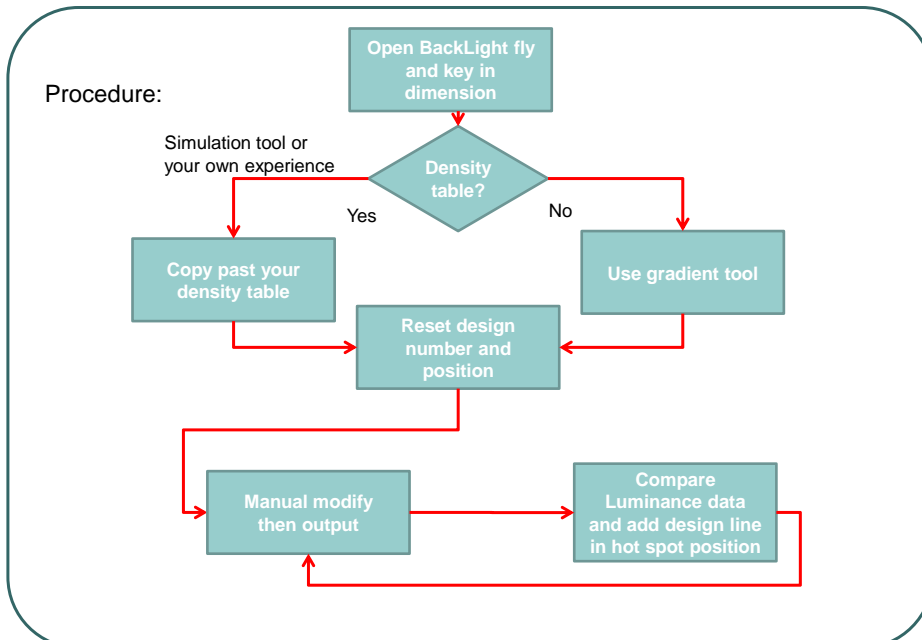 Open BackLight fly
and key in
dimension
Procedure:
Simulation tool or
your own experience
Density
table?
Yes
No
Copy past your
density table
Use gradient tool
Reset design
number and
position
Manual modify
then output
Compare
Luminance data
and add design line
in hot spot position